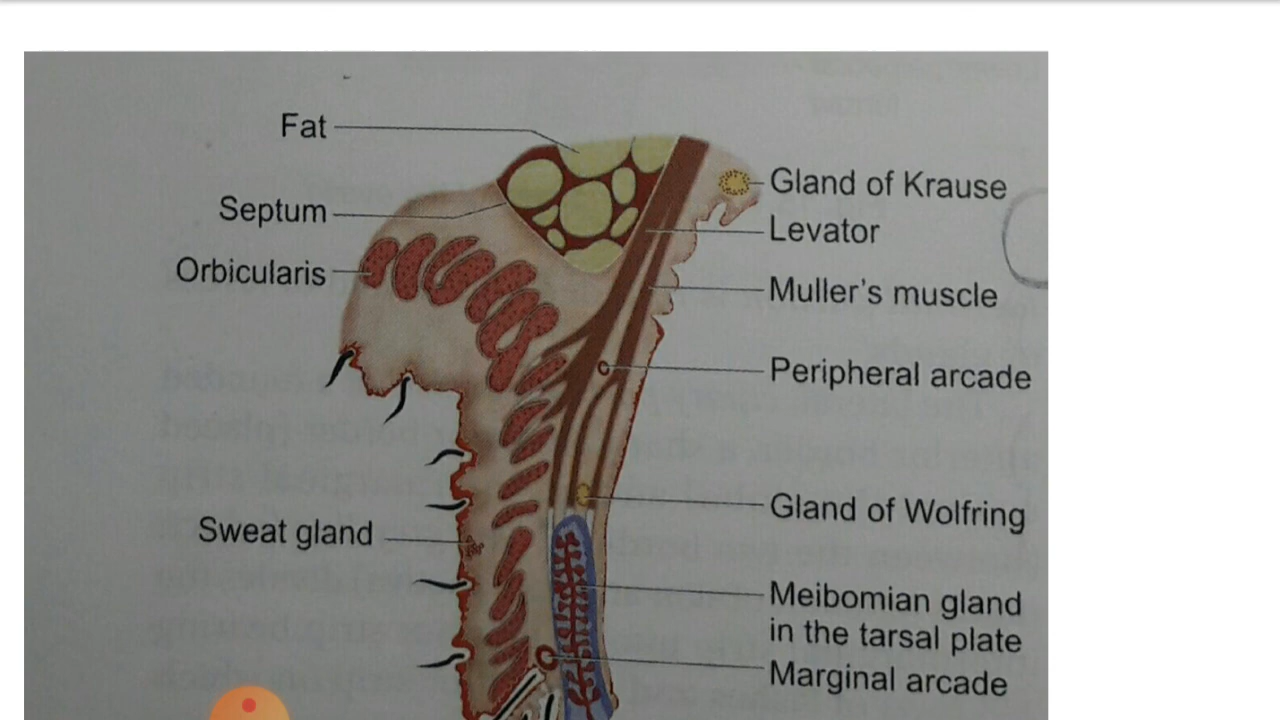 Fat
Septum
Orbicularis
Sweat gland
Gland of Krause
Levator
Muller's muscle
Peripheral arcade
Gland of Wolfring
Meibomian gland
in the tarsal plate
Marginal arcade